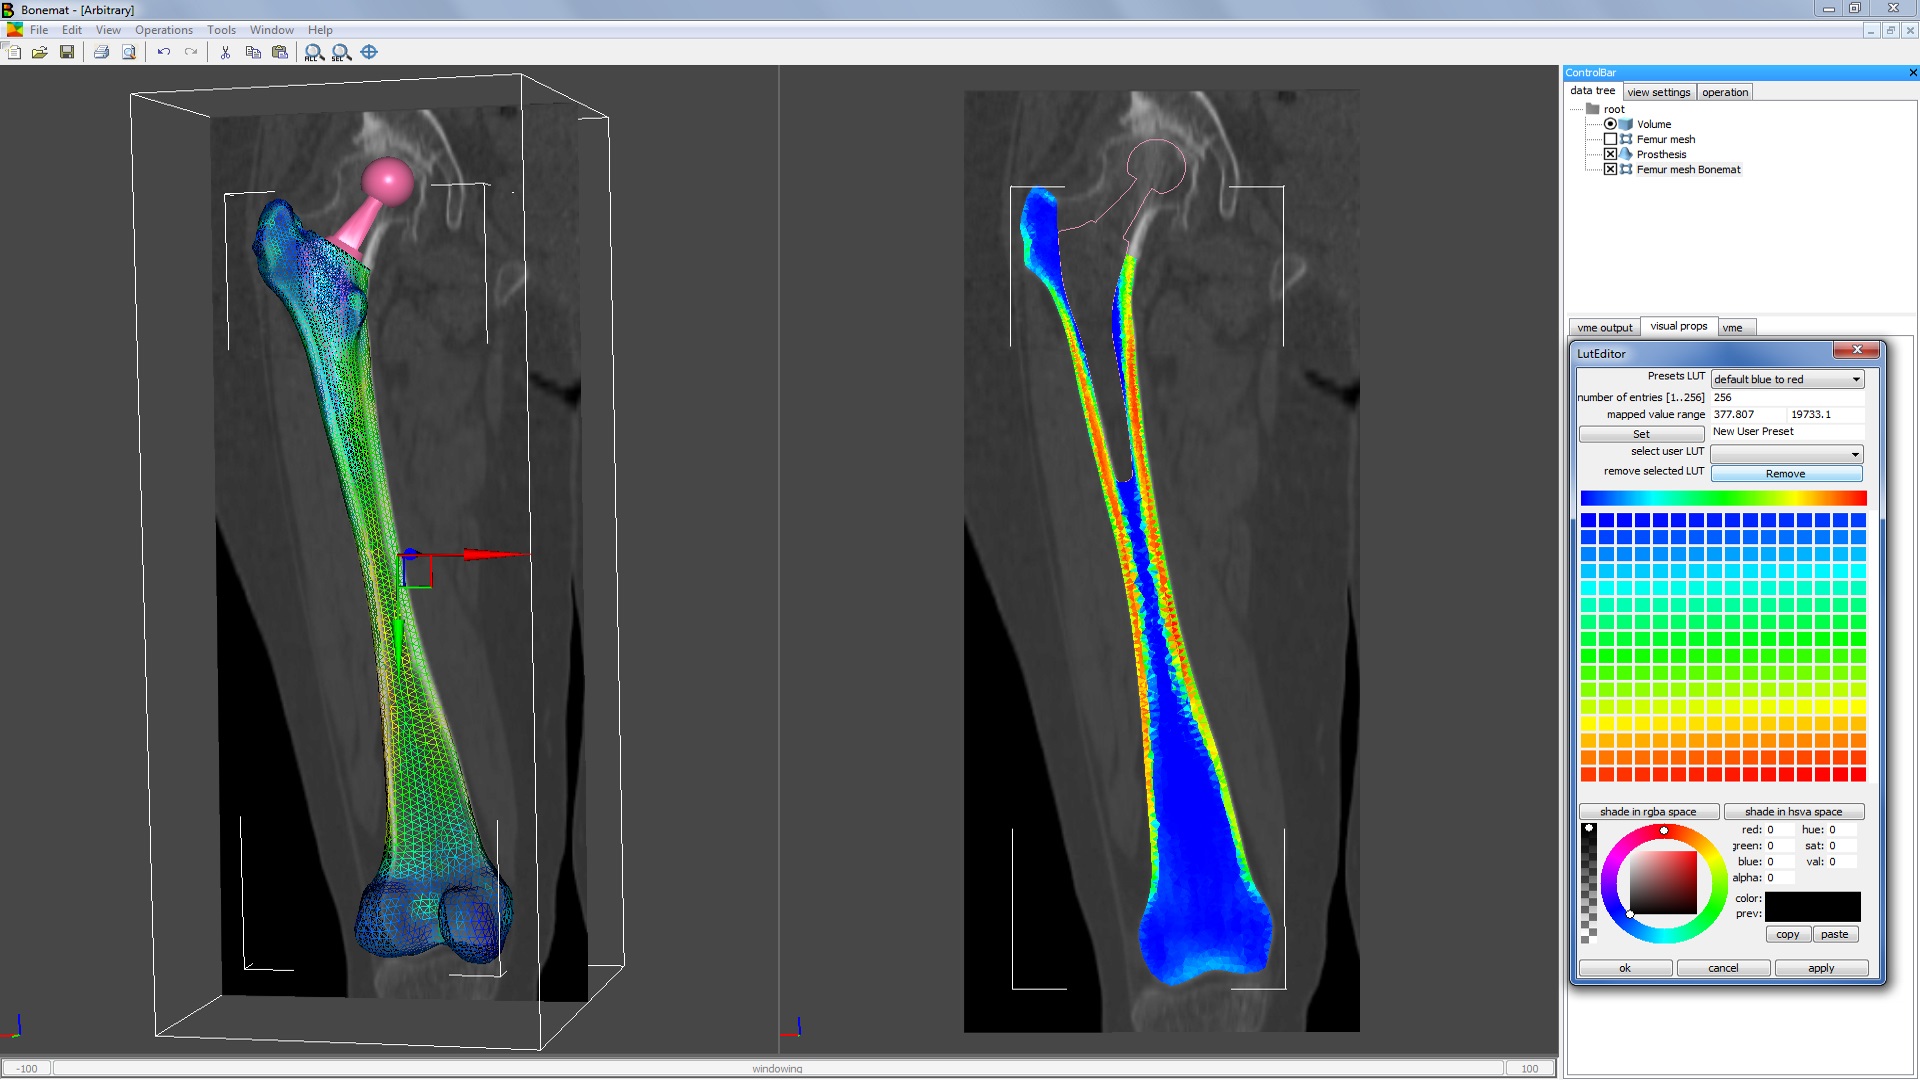 Bonemat - [Arbitrary]
File Edit View Operations Tools Window Help
ALL SEL
ControlBar
data tree view settings operation
root
Volume
Femur mesh
Prosthesis
Femur mesh Bonemat
vme output visual props vme
LutEditor
Presets LUT default blue to red
number of entries [1..256] 256
mapped value range 377.807 19733.1
Set New User Preset
select user LUT
remove selected LUT Remove
shade in rgba space shade in hsva space
red: 0 hue: 0
green: 0 sat: 0
blue: 0 val: 0
alpha: 0
color:
prev:
copy paste
ok cancel apply
-100 windowing 100